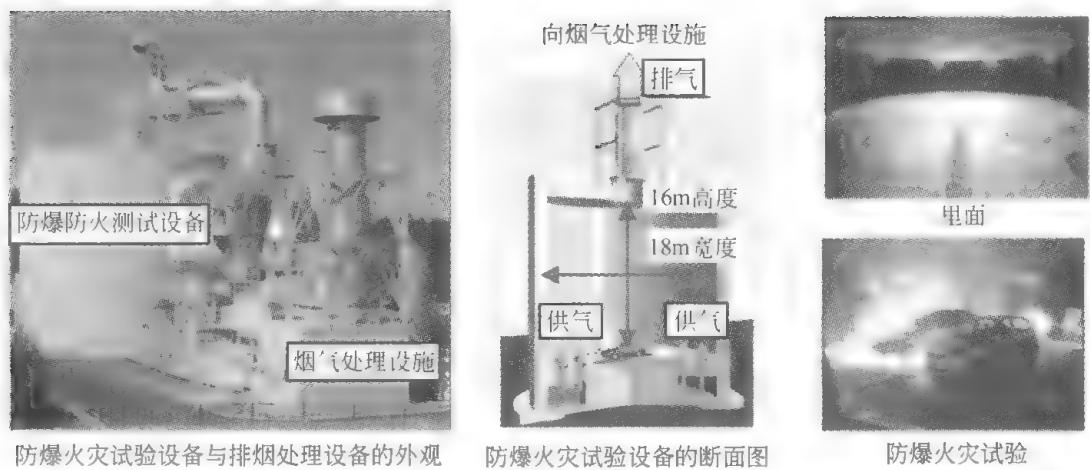 防爆防火测试设备
烟气处理设施
防爆火灾试验设备与排烟处理设备的外观
向烟气处理设施
排气
16m高度
18m宽度
供气
供气
防爆火灾试验设备的断面图
里面
防爆火灾试验